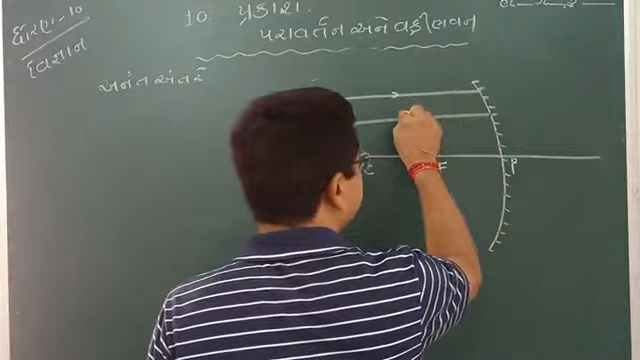 ધોરણ-10
વિજ્ઞાન
10. પ્રકાશ.
પરાવર્તન અને વક્રીભવન
અનંત અંતરે
C
F
P